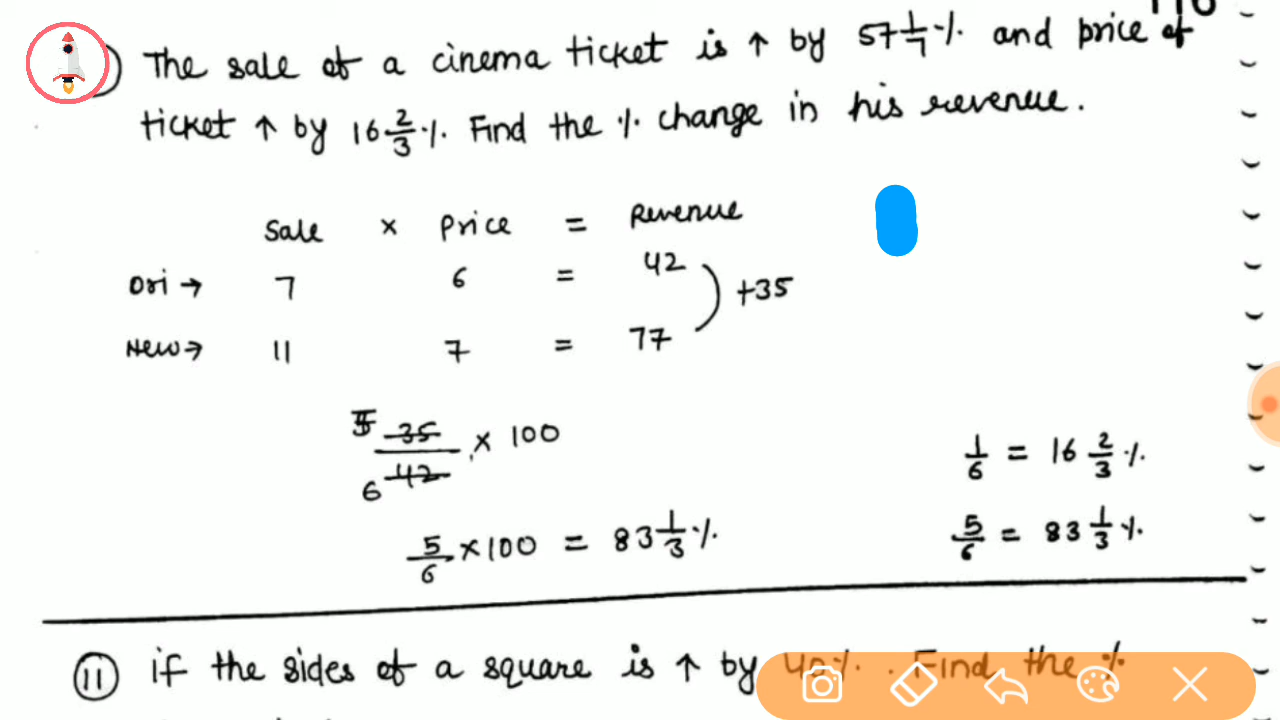 ) The sale of a cinema ticket is ↑ by 57 1/7 % and price of
ticket ↑ by 16 2/3 %. Find the % change in his revenue.
Sale × Price = Revenue
Ori → 7 6 = 42
+35
New → 11 7 = 77
5 35/42 6 × 100
5/6 × 100 = 83 1/3 %
1/6 = 16 2/3 %
5/6 = 83 1/3 %
11 if the sides of a square is ↑ by 40%. Find the %